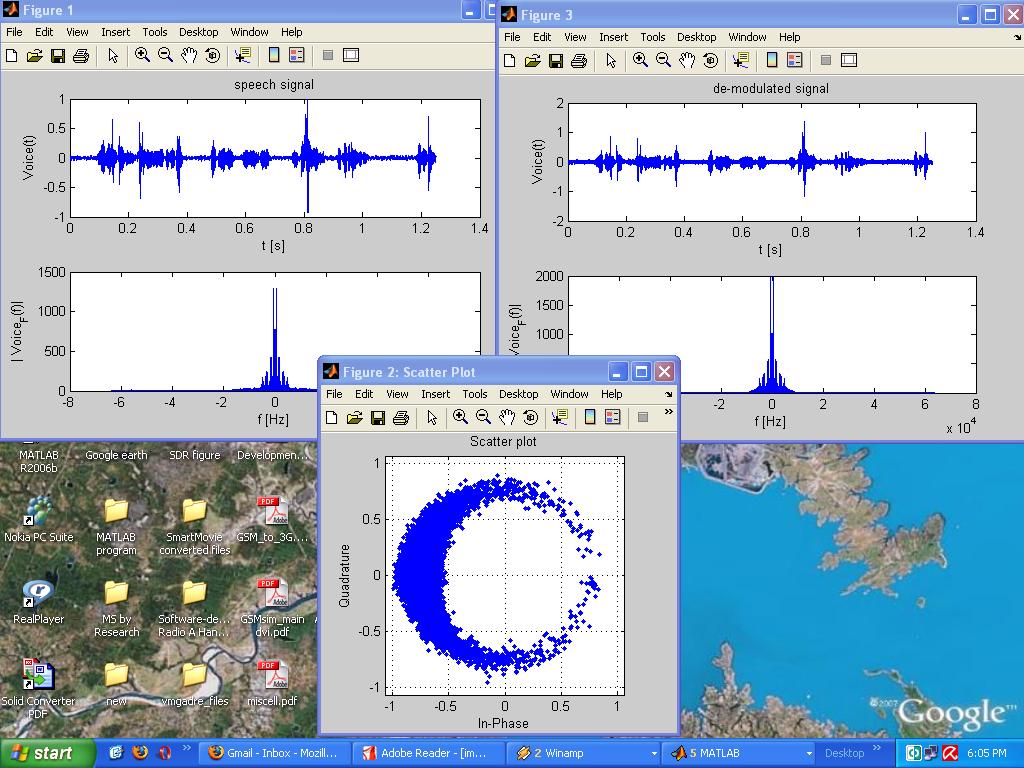 Figure 1
File Edit View Insert Tools Desktop Window Help
speech signal
Voice(t)
1
0.5
0
-0.5
-1
0 0.2 0.4 0.6 0.8 1 1.2 1.4
t [s]
| Voice_F(f)|
1500
1000
500
0
-8 -6 -4 -2 0
f [Hz]
Figure 3
File Edit View Insert Tools Desktop Window Help
de-modulated signal
Voice(t)
2
1
0
-1
-2
0 0.2 0.4 0.6 0.8 1 1.2 1.4
t [s]
Voice_F(f)|
2000
1500
1000
-2 0 2 4 6 8
f [Hz]
x 10^4
Figure 2: Scatter Plot
File Edit View Insert Tools Desktop Window Help
Scatter plot
Quadrature
1
0.5
0
-0.5
-1
-1 -0.5 0 0.5 1
In-Phase
MATLAB
R2006b
Google earth
SDR figure
Developmen...
Nokia PC Suite
MATLAB
program
SmartMovie
converted files
GSM_to_3G....
RealPlayer
MS by
Research
Software-de...
Radio A Han...
GSMsim_main
dvi.pdf
Solid Converter
PDF
new
vmgadre_files
miscell.pdf
©2007 Google™
start
Gmail - Inbox - Mozill...
Adobe Reader - [im...
2 Winamp
5 MATLAB
Desktop
6:05 PM